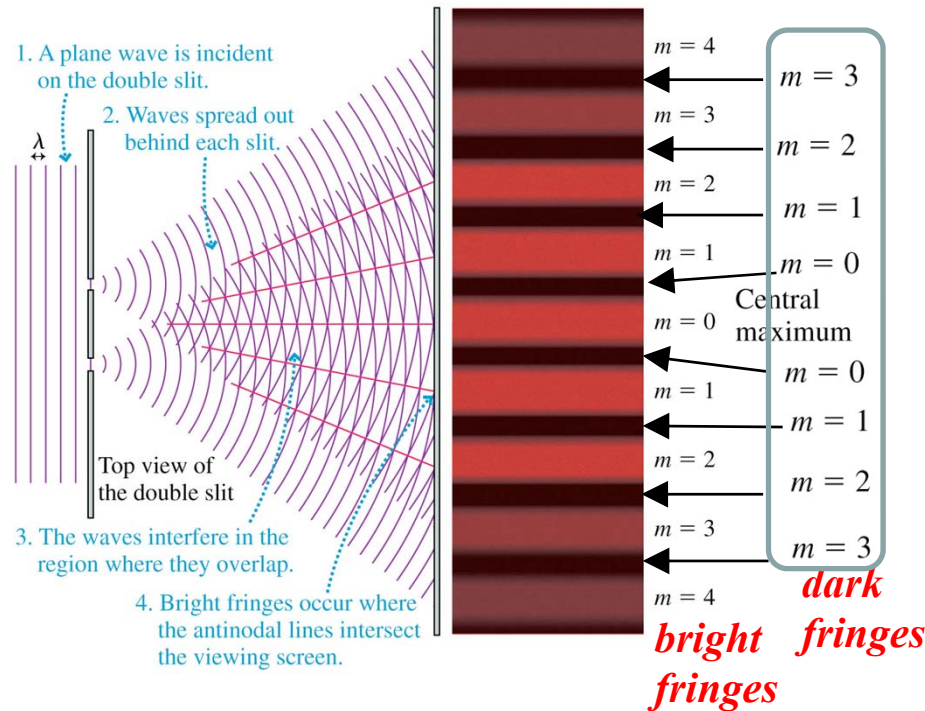 1. A plane wave is incident
on the double slit.
2. Waves spread out
behind each slit.
λ
Top view of
the double slit
3. The waves interfere in the
region where they overlap.
4. Bright fringes occur where
the antinodal lines intersect
the viewing screen.
m = 4
m = 3
m = 2
m = 1
m = 0
m = 1
m = 2
m = 3
m = 4
Central
maximum
bright
fringes
m = 3
m = 2
m = 1
m = 0
m = 0
m = 1
m = 2
m = 3
dark
fringes